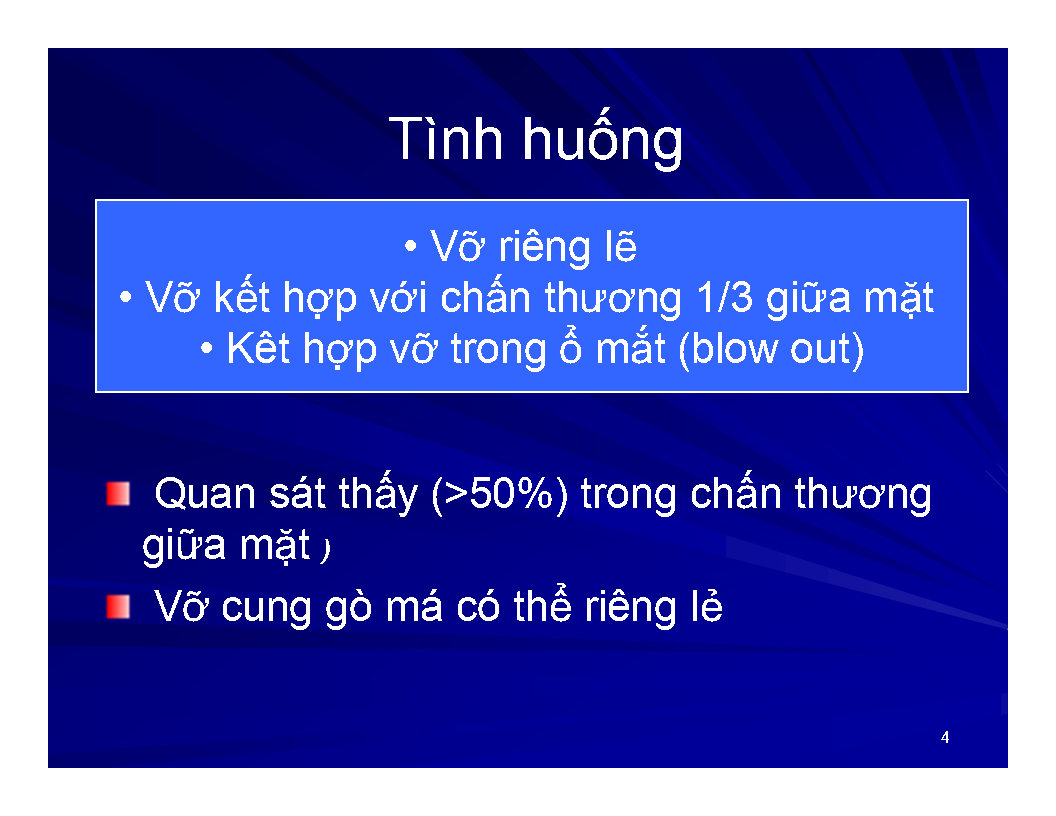 Tình huống
• Vỡ riêng lẽ
• Vỡ kết hợp với chấn thương 1/3 giữa mặt
• Kêt hợp vỡ trong ổ mắt (blow out)
Quan sát thấy (>50%) trong chấn thương
giữa mặt )
Vỡ cung gò má có thể riêng lẻ
4